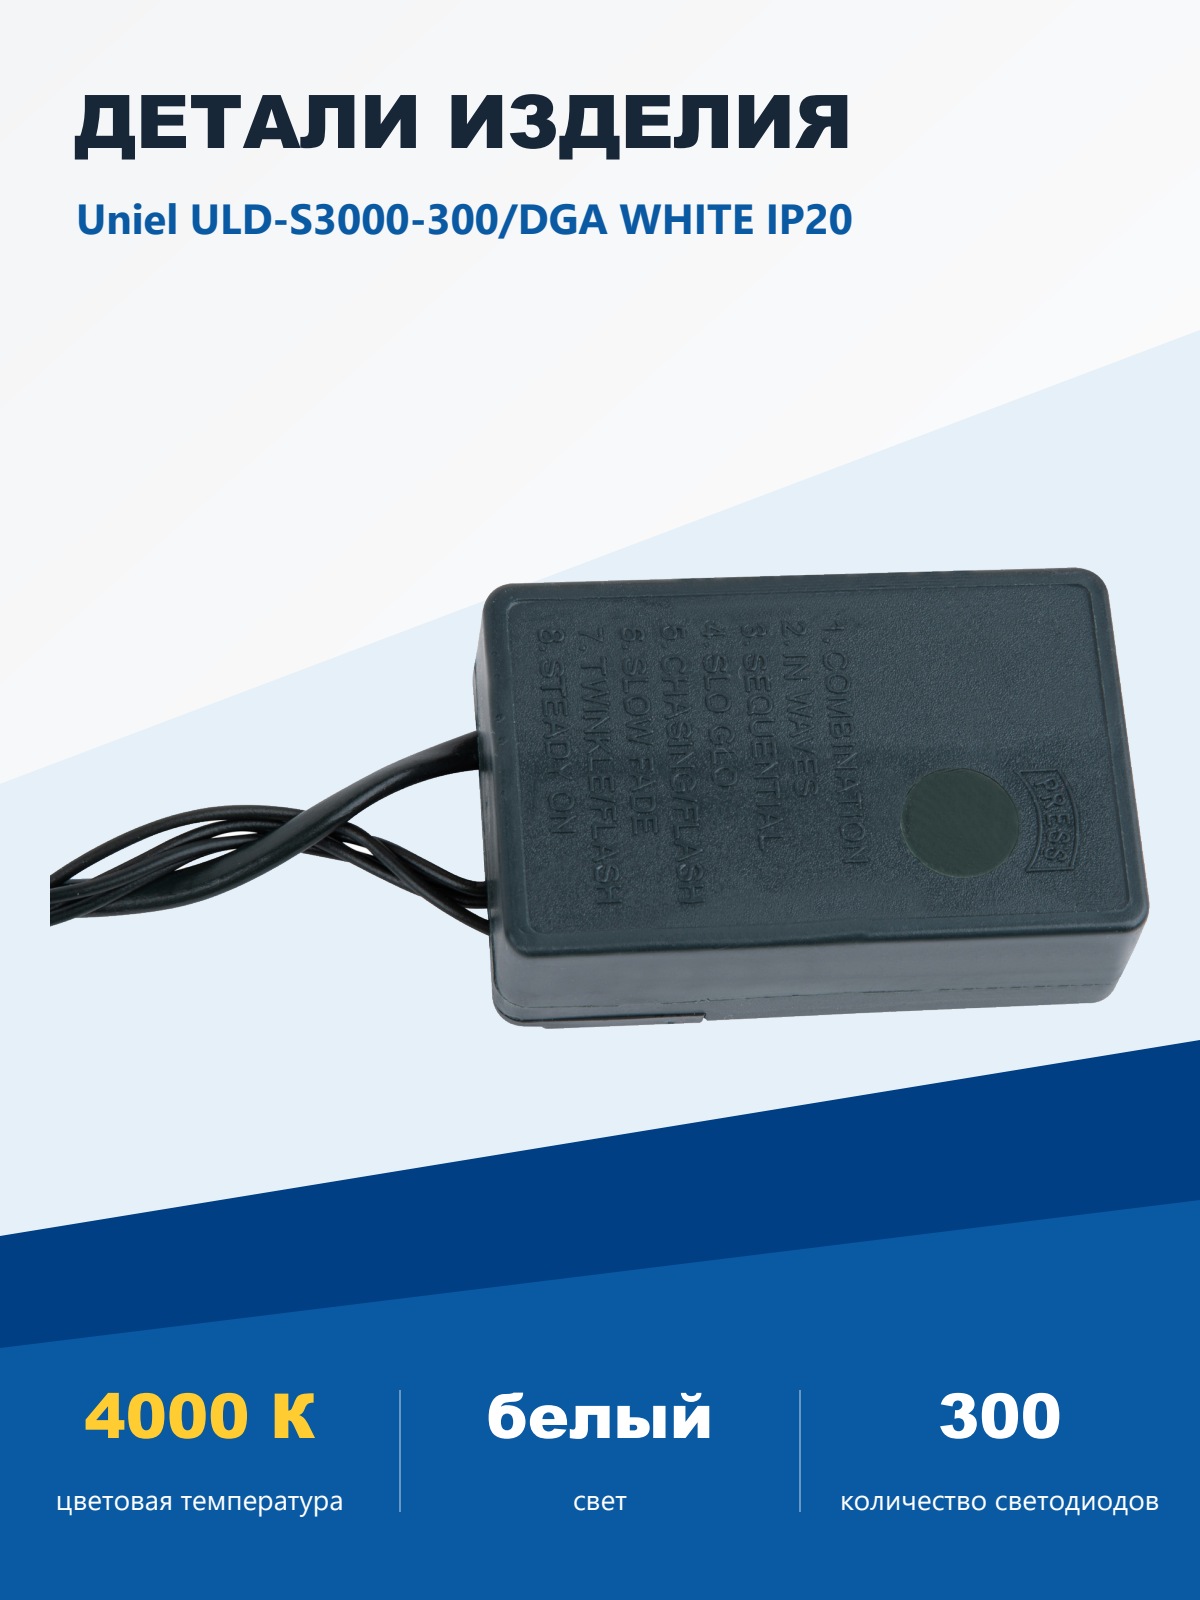 ДЕТАЛИ ИЗДЕЛИЯ
Uniel ULD-S3000-300/DGA WHITE IP20
1. COMBINATION
2. IN WAVES
3. SEQUENTIAL
4. SLO GLO
5. CHASING/FLASH
6. SLOW FADE
7. TWINKLE/FLASH
8. STEADY ON
PRESS
4000 К
цветовая температура
белый
свет
300
количество светодиодов